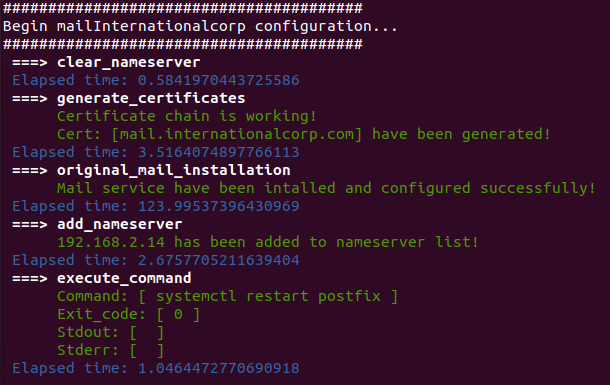 ########################################
Begin mailInternationalcorp configuration...
########################################
===> clear_nameserver
Elapsed time: 0.5841970443725586
===> generate_certificates
Certificate chain is working!
Cert: [mail.internationalcorp.com] have been generated!
Elapsed time: 3.5164074897766113
===> original_mail_installation
Mail service have been intalled and configured successfully!
Elapsed time: 123.99537396430969
===> add_nameserver
192.168.2.14 has been added to nameserver list!
Elapsed time: 2.6757705211639404
===> execute_command
Command: [ systemctl restart postfix ]
Exit_code: [ 0 ]
Stdout: [  ]
Stderr: [  ]
Elapsed time: 1.0464472770690918